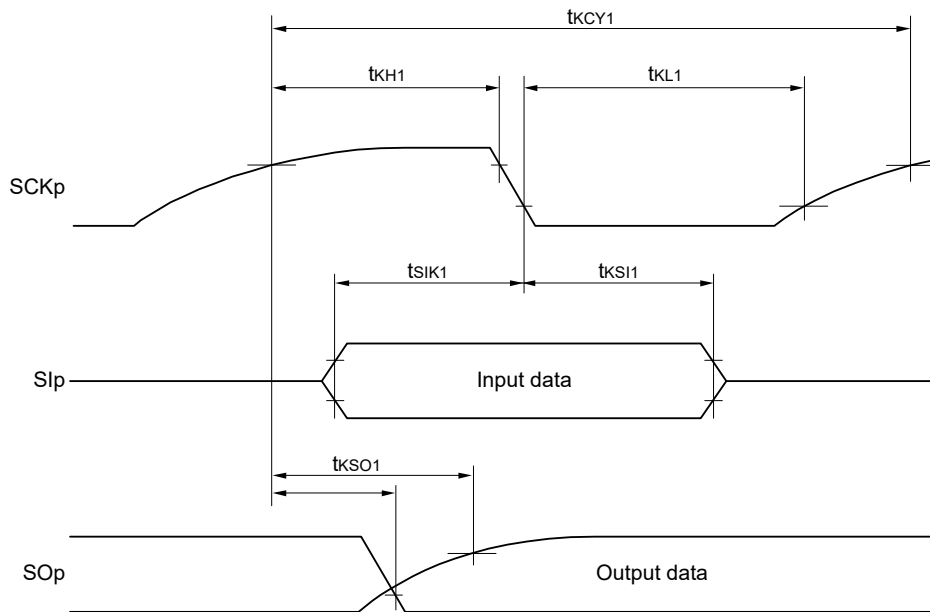 tKCY1
tKH1
tKL1
SCKp
tSIK1
tKSI1
SIp
Input data
tKSO1
SOp
Output data